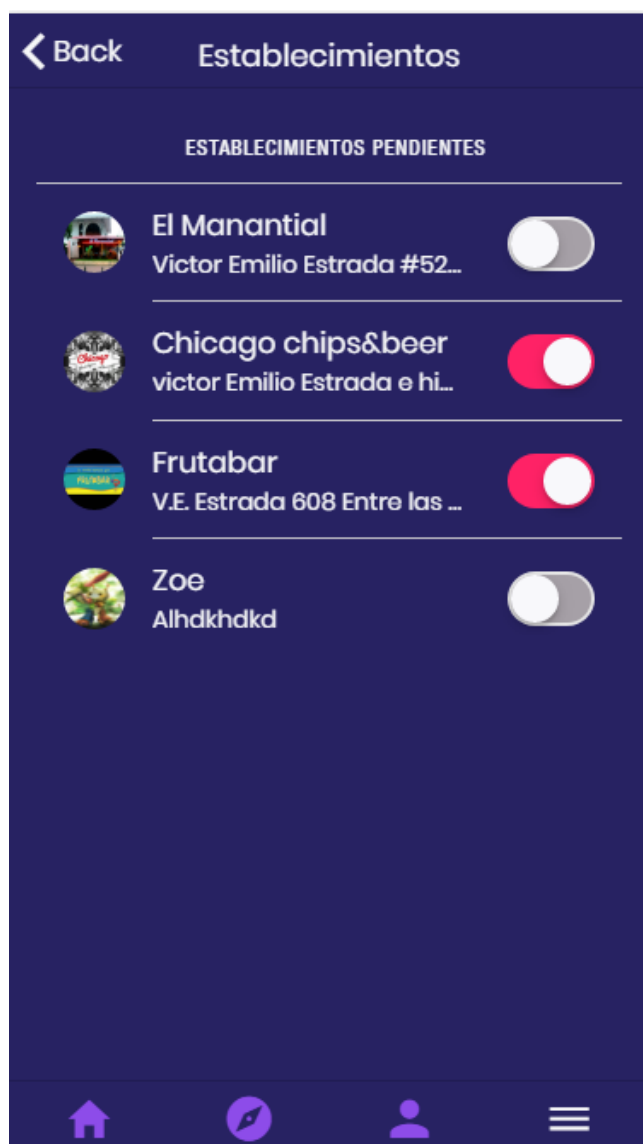 Back
Establecimientos
ESTABLECIMIENTOS PENDIENTES
El Manantial
Victor Emilio Estrada #52...
Chicago chips&beer
victor Emilio Estrada e hi...
Frutabar
V.E. Estrada 608 Entre las ...
Zoe
Alhdkhdkd